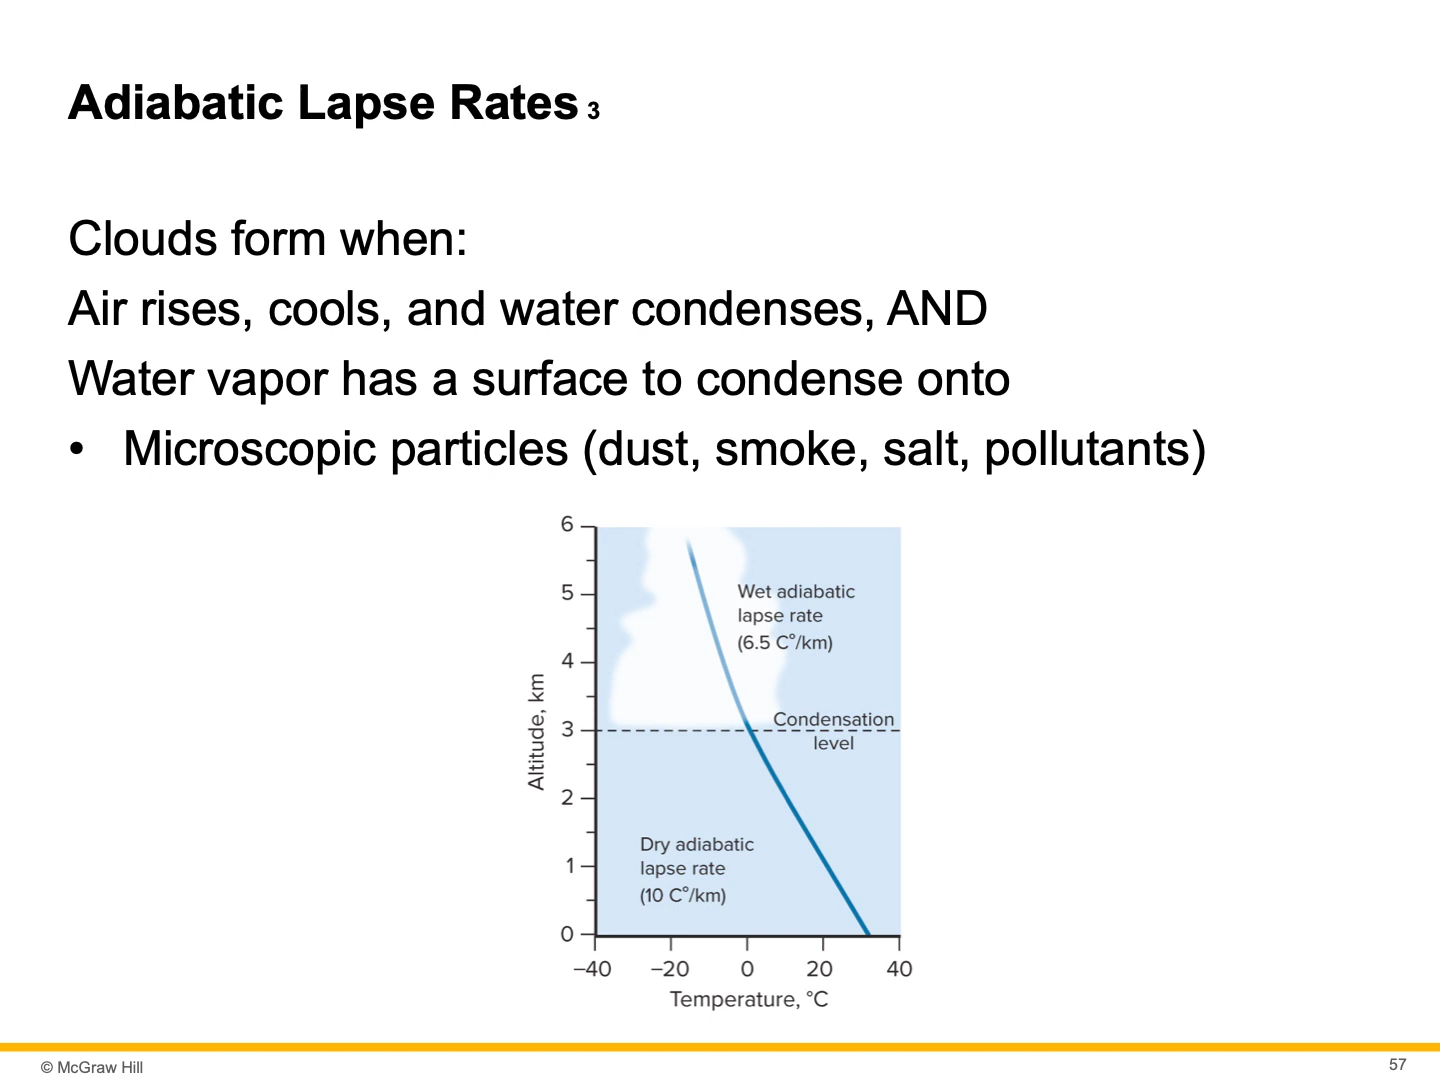 Adiabatic Lapse Rates 3
Clouds form when:
Air rises, cools, and water condenses, AND
Water vapor has a surface to condense onto
• Microscopic particles (dust, smoke, salt, pollutants)
6
5
4
3
2
1
0
Altitude, km
Wet adiabatic
lapse rate
(6.5 C°/km)
Condensation
level
Dry adiabatic
lapse rate
(10 C°/km)
−40 −20 0 20 40
Temperature, °C
© McGraw Hill
57